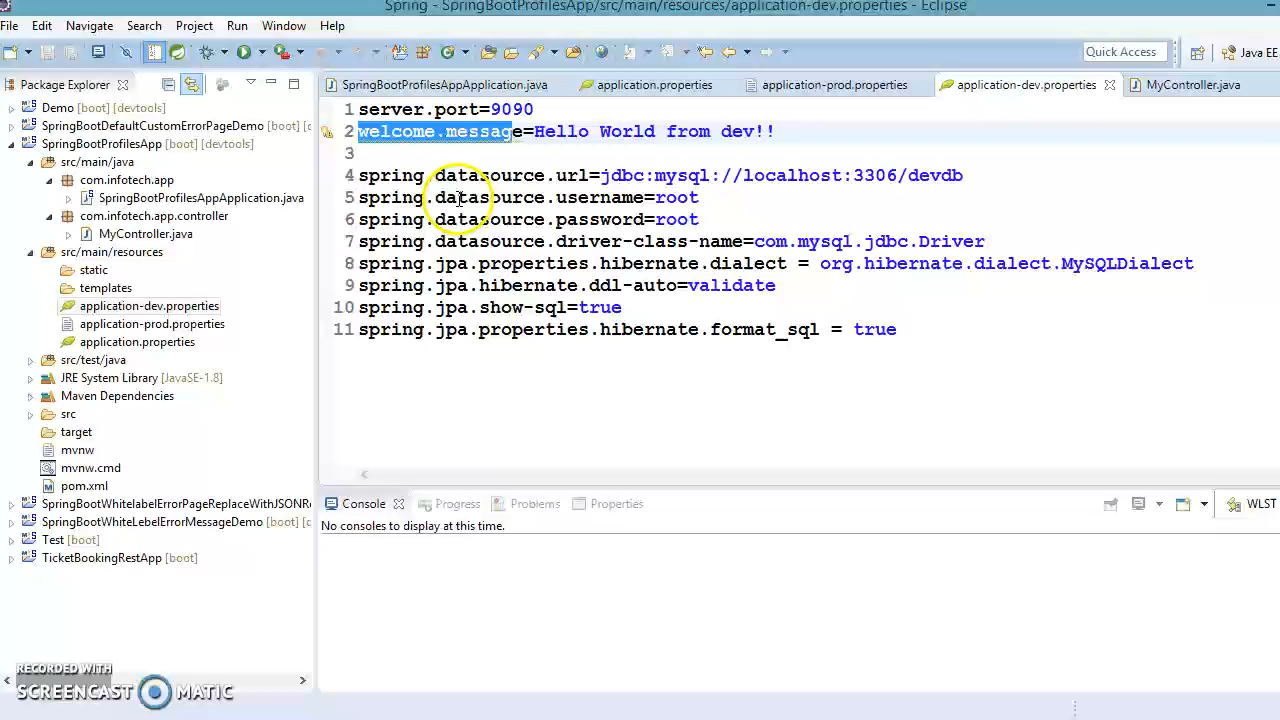 Spring - SpringBootProfilesApp/src/main/resources/application-dev.properties - Eclipse
File Edit Navigate Search Project Run Window Help
Quick Access
Java EE
Package Explorer
SpringBootProfilesAppApplication.java application.properties application-prod.properties application-dev.properties MyController.java
Demo [boot] [devtools]
SpringBootDefaultCustomErrorPageDemo [boot] [devtools]
SpringBootProfilesApp [boot] [devtools]
src/main/java
com.infotech.app
SpringBootProfilesAppApplication.java
com.infotech.app.controller
MyController.java
src/main/resources
static
templates
application-dev.properties
application-prod.properties
application.properties
src/test/java
JRE System Library [JavaSE-1.8]
Maven Dependencies
src
target
mvnw
mvnw.cmd
pom.xml
SpringBootWhitelabelErrorPageReplaceWithJSONRe
SpringBootWhiteLebelErrorMessageDemo [boot] [d
Test [boot]
TicketBookingRestApp [boot]
1 server.port=9090
2 welcome.message=Hello World from dev!!
3
4 spring.datasource.url=jdbc:mysql://localhost:3306/devdb
5 spring.datasource.username=root
6 spring.datasource.password=root
7 spring.datasource.driver-class-name=com.mysql.jdbc.Driver
8 spring.jpa.properties.hibernate.dialect = org.hibernate.dialect.MySQLDialect
9 spring.jpa.hibernate.ddl-auto=validate
10 spring.jpa.show-sql=true
11 spring.jpa.properties.hibernate.format_sql = true
Console Progress Problems Properties
WLST
No consoles to display at this time.
RECORDED WITH
SCREENCAST MATIC